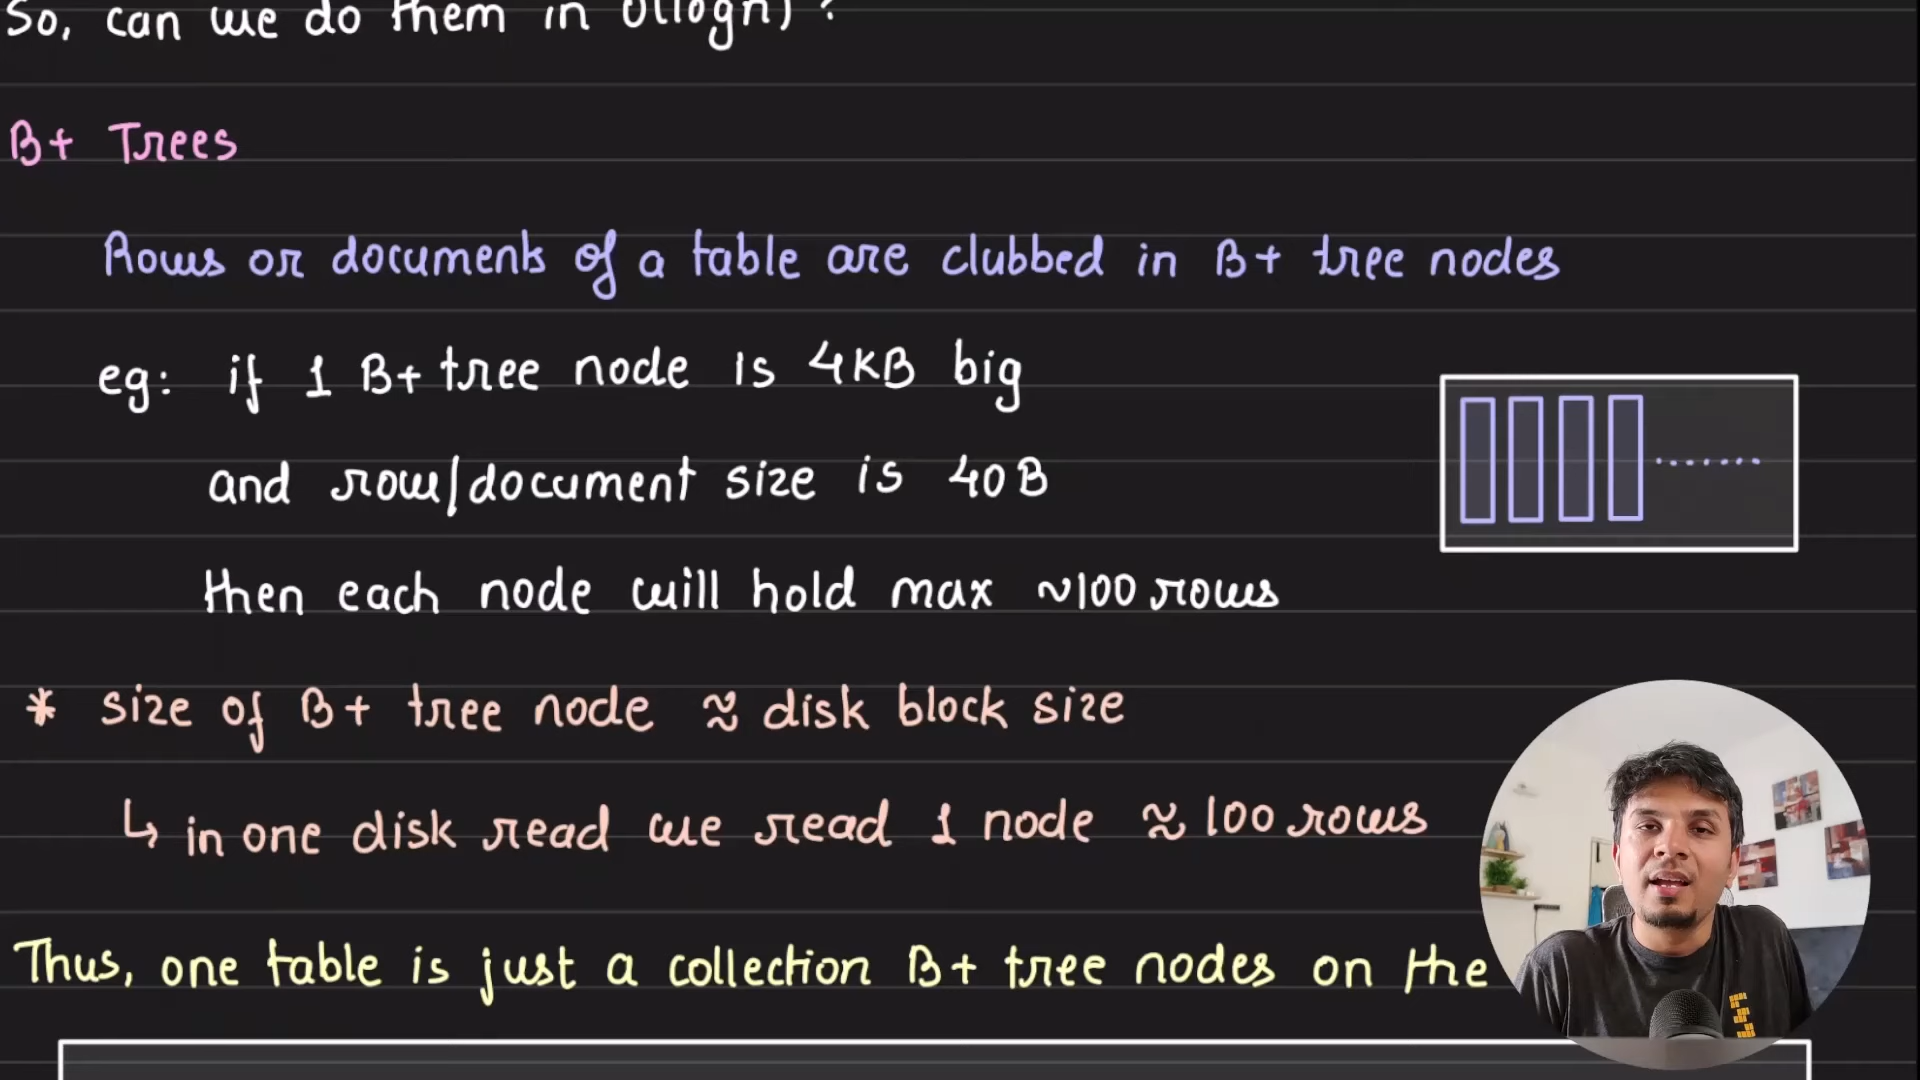 So, can we do them in O(logn) ?
B+ Trees
Rows or documents of a table are clubbed in B+ tree nodes
eg: if 1 B+ tree node is 4KB big
and row/document size is 40B
then each node will hold max ~100 rows
* size of B+ tree node ≈ disk block size
↳ in one disk read we read 1 node ≈ 100 rows
Thus, one table is just a collection B+ tree nodes on the